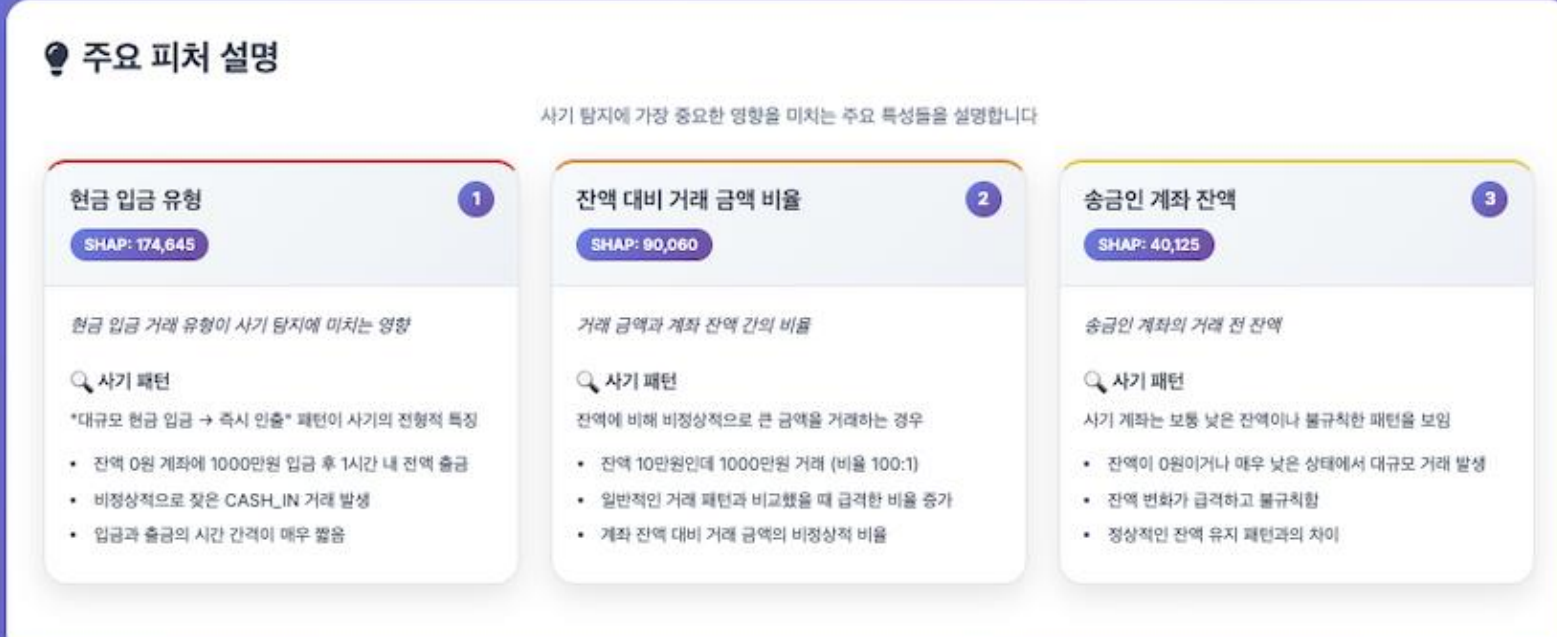 주요 피처 설명
사기 탐지에 가장 중요한 영향을 미치는 주요 특성들을 설명합니다
현금 입금 유형
1
SHAP: 174,645
현금 입금 거래 유형이 사기 탐지에 미치는 영향
사기 패턴
"대규모 현금 입금 → 즉시 인출" 패턴이 사기의 전형적 특징
• 잔액 0원 계좌에 1000만원 입금 후 1시간 내 전액 출금
• 비정상적으로 잦은 CASH_IN 거래 발생
• 입금과 출금의 시간 간격이 매우 짧음
잔액 대비 거래 금액 비율
2
SHAP: 90,060
거래 금액과 계좌 잔액 간의 비율
사기 패턴
잔액에 비해 비정상적으로 큰 금액을 거래하는 경우
• 잔액 10만원인데 1000만원 거래 (비율 100:1)
• 일반적인 거래 패턴과 비교했을 때 급격한 비율 증가
• 계좌 잔액 대비 거래 금액의 비정상적 비율
송금인 계좌 잔액
3
SHAP: 40,125
송금인 계좌의 거래 전 잔액
사기 패턴
사기 계좌는 보통 낮은 잔액이나 불규칙한 패턴을 보임
• 잔액이 0원이거나 매우 낮은 상태에서 대규모 거래 발생
• 잔액 변화가 급격하고 불규칙함
• 정상적인 잔액 유지 패턴과의 차이